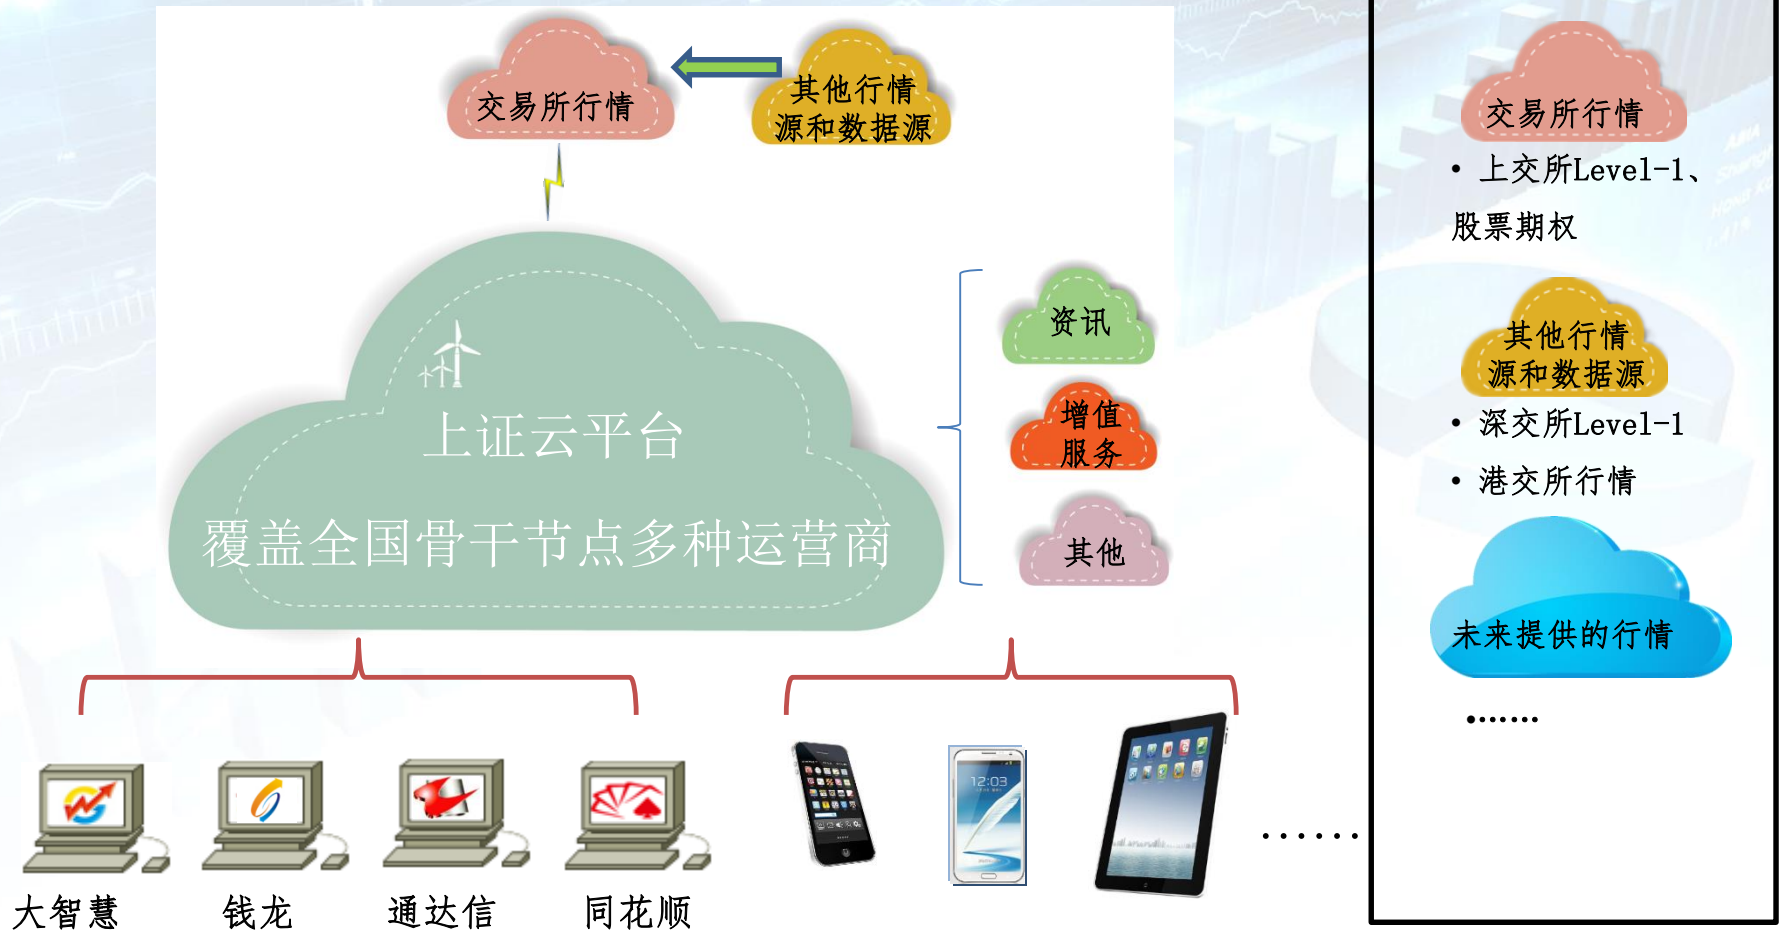 交易所行情
其他行情
源和数据源
上证云平台
覆盖全国骨干节点多种运营商
资讯
增值
服务
其他
大智慧
钱龙
通达信
同花顺
12:03
......
交易所行情
• 上交所Level-1、
股票期权
其他行情
源和数据源
• 深交所Level-1
• 港交所行情
未来提供的行情
•……